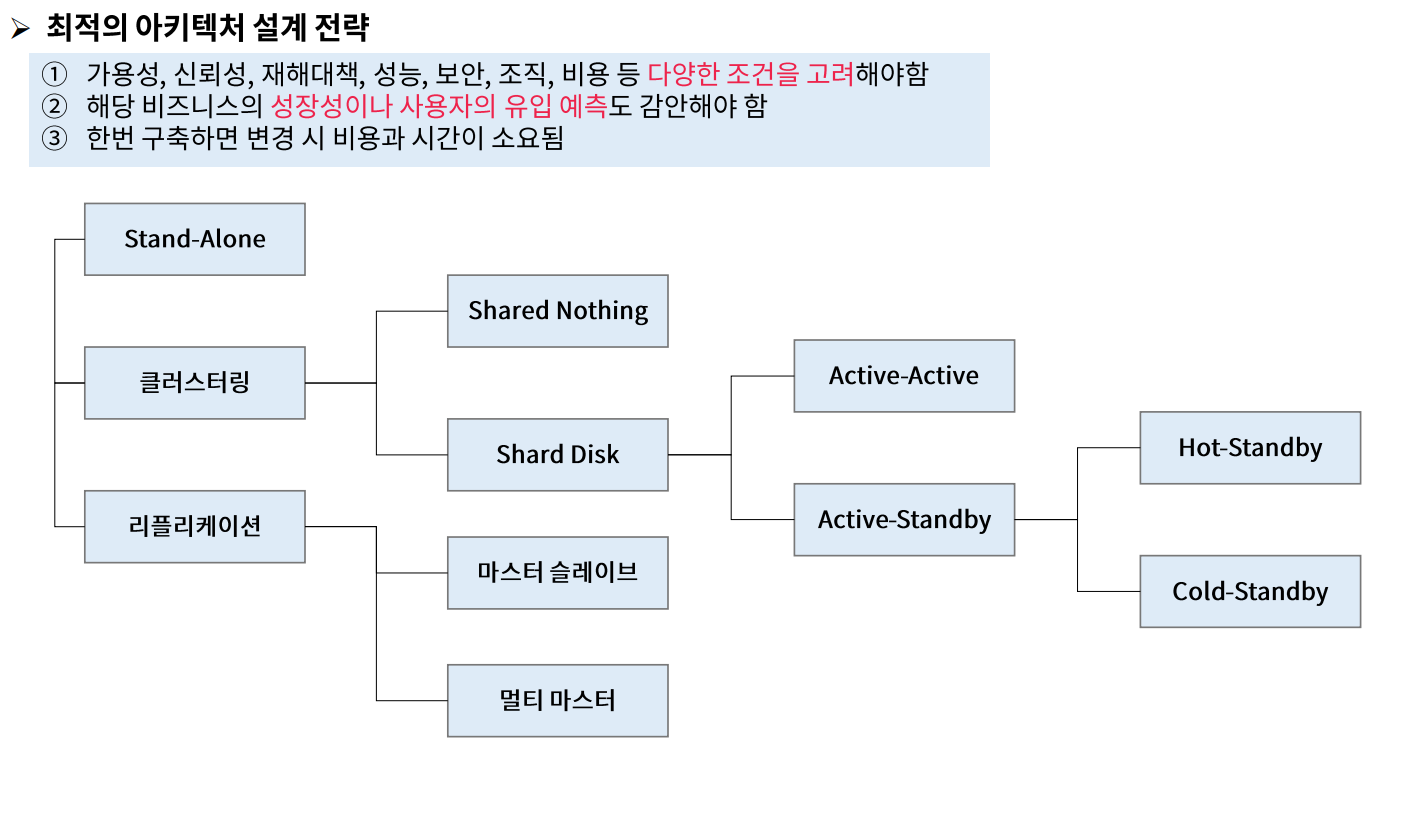 ➢ 최적의 아키텍처 설계 전략
① 가용성, 신뢰성, 재해대책, 성능, 보안, 조직, 비용 등 다양한 조건을 고려해야함
② 해당 비즈니스의 성장성이나 사용자의 유입 예측도 감안해야 함
③ 한번 구축하면 변경 시 비용과 시간이 소요됨
Stand-Alone
클러스터링
리플리케이션
Shared Nothing
Shard Disk
마스터 슬레이브
멀티 마스터
Active-Active
Active-Standby
Hot-Standby
Cold-Standby